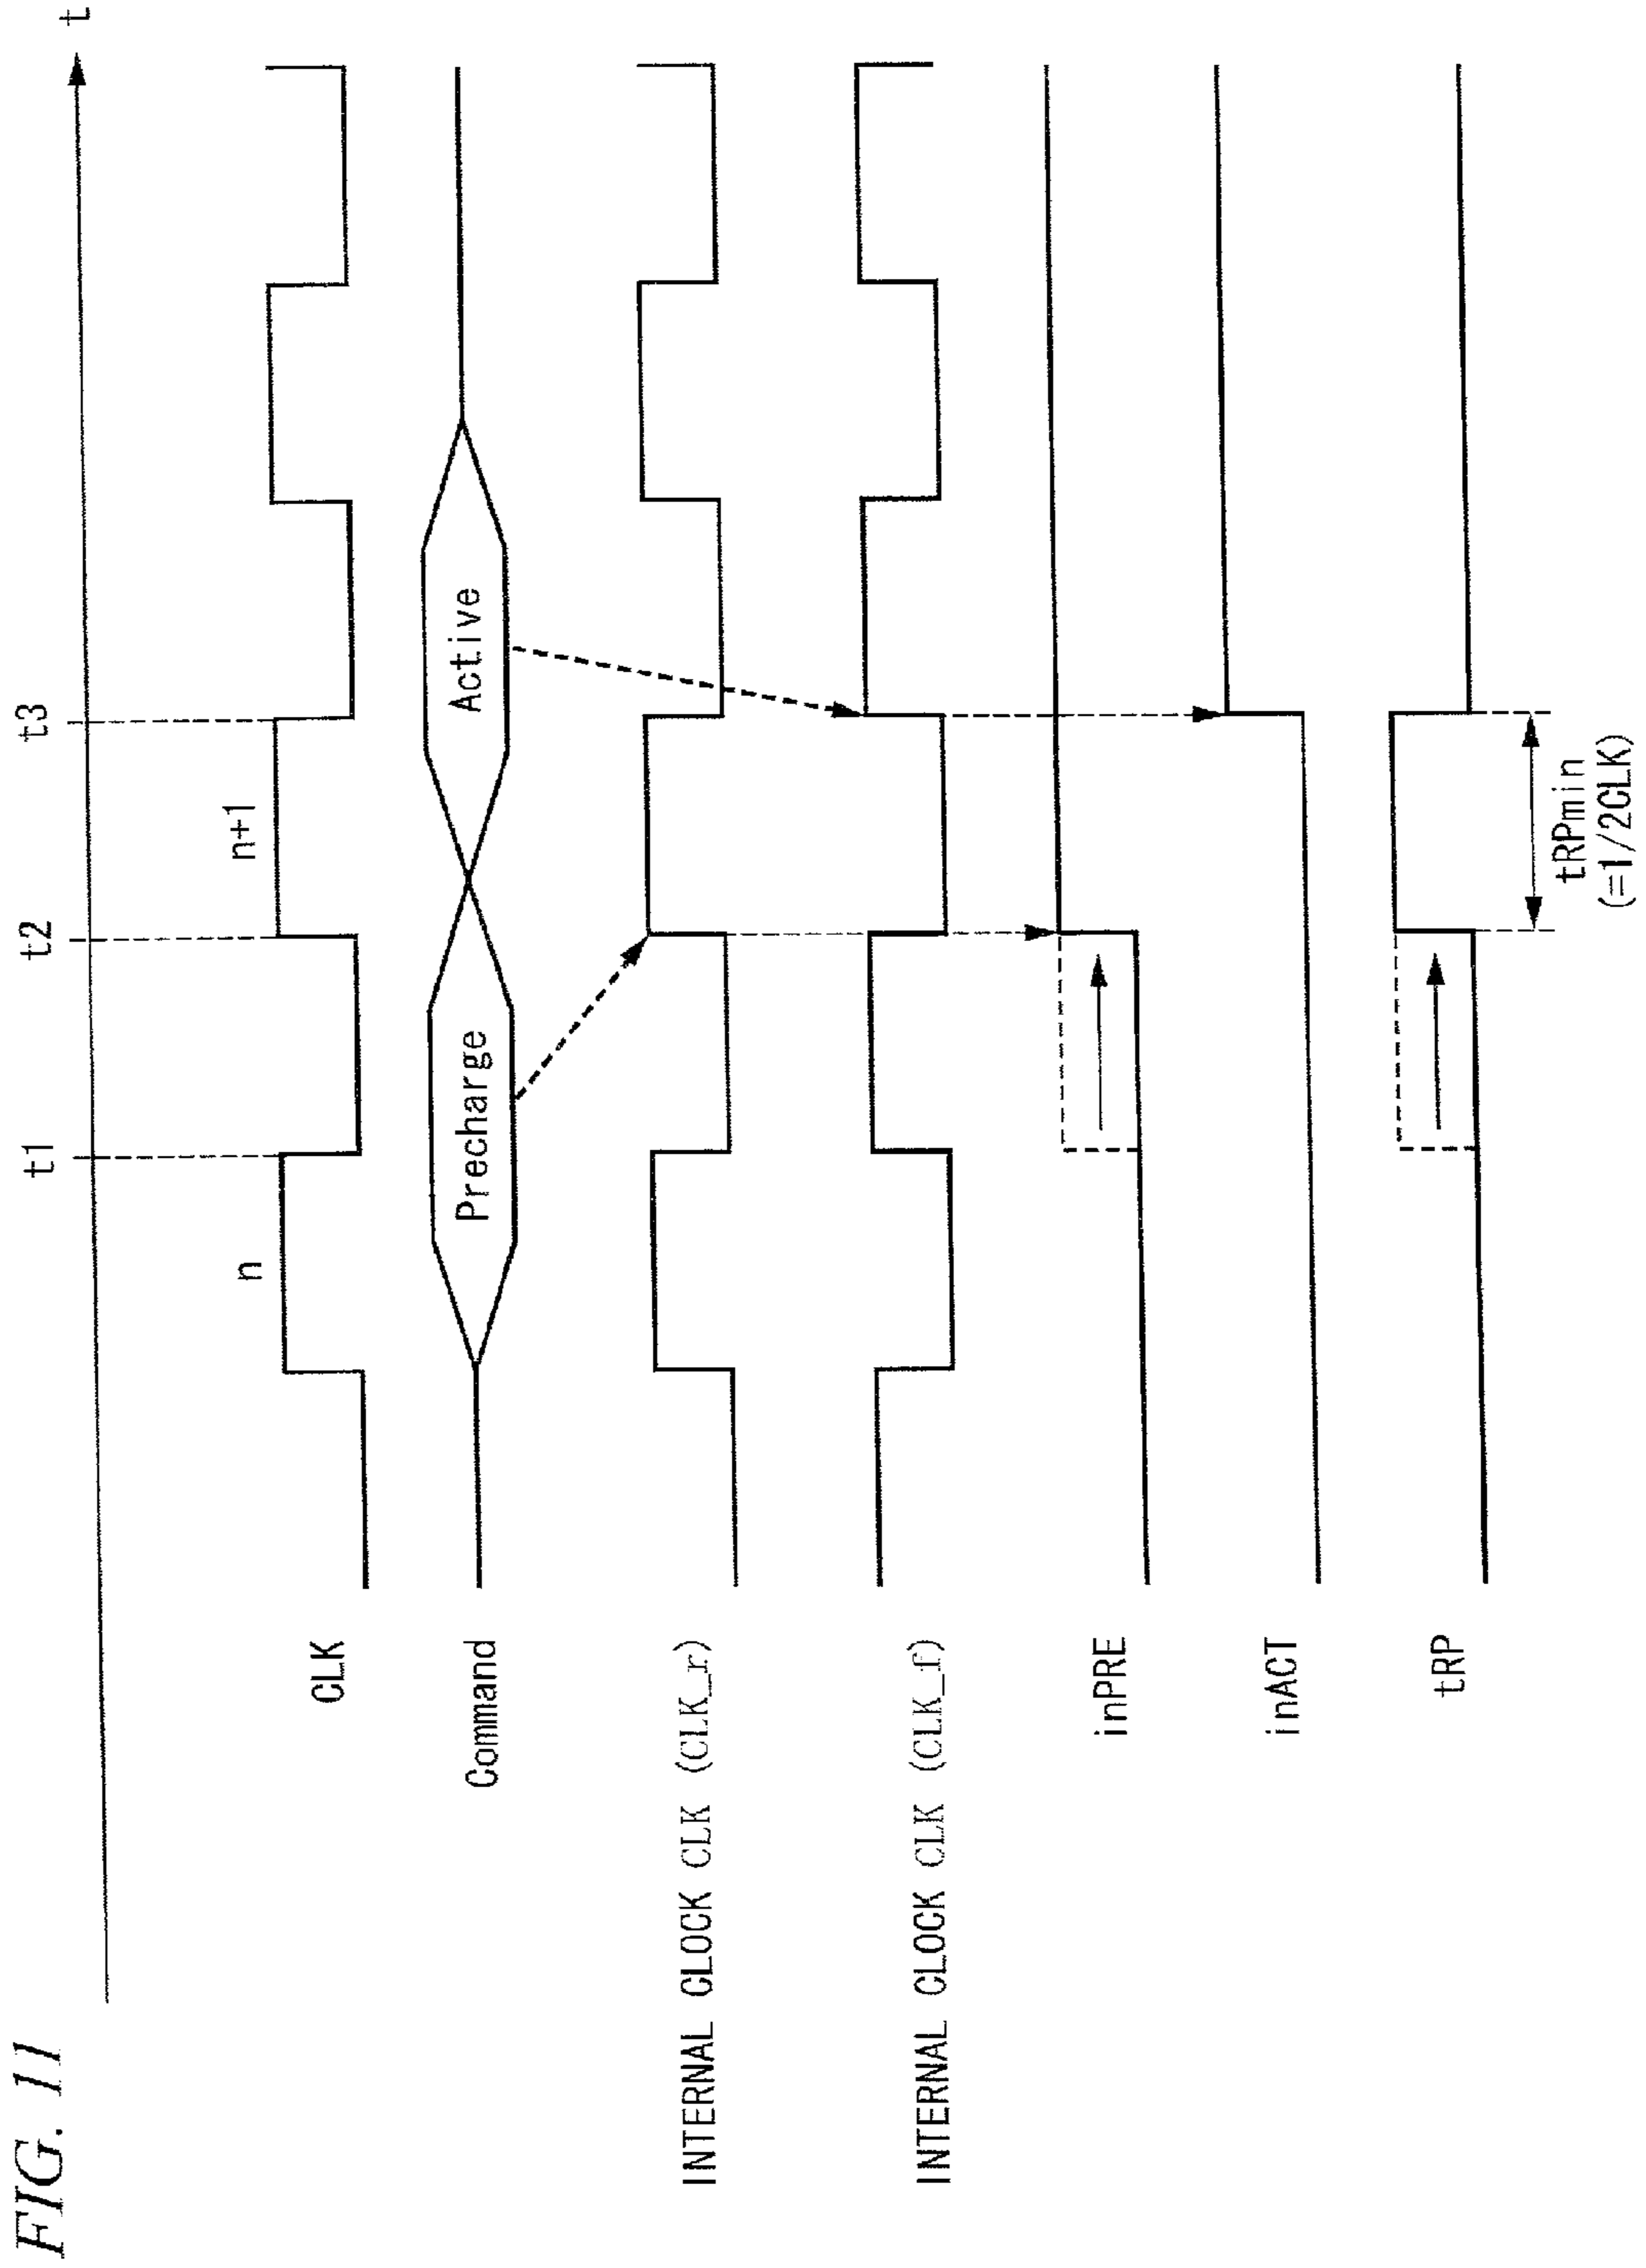 FIG. 11
t
t1
t2
t3
n
n+1
CLK
Command
Precharge
Active
INTERNAL CLOCK CLK (CLK_r)
INTERNAL CLOCK CLK (CLK_f)
inPRE
inACT
tRP
tRPmin
(=1/2CLK)